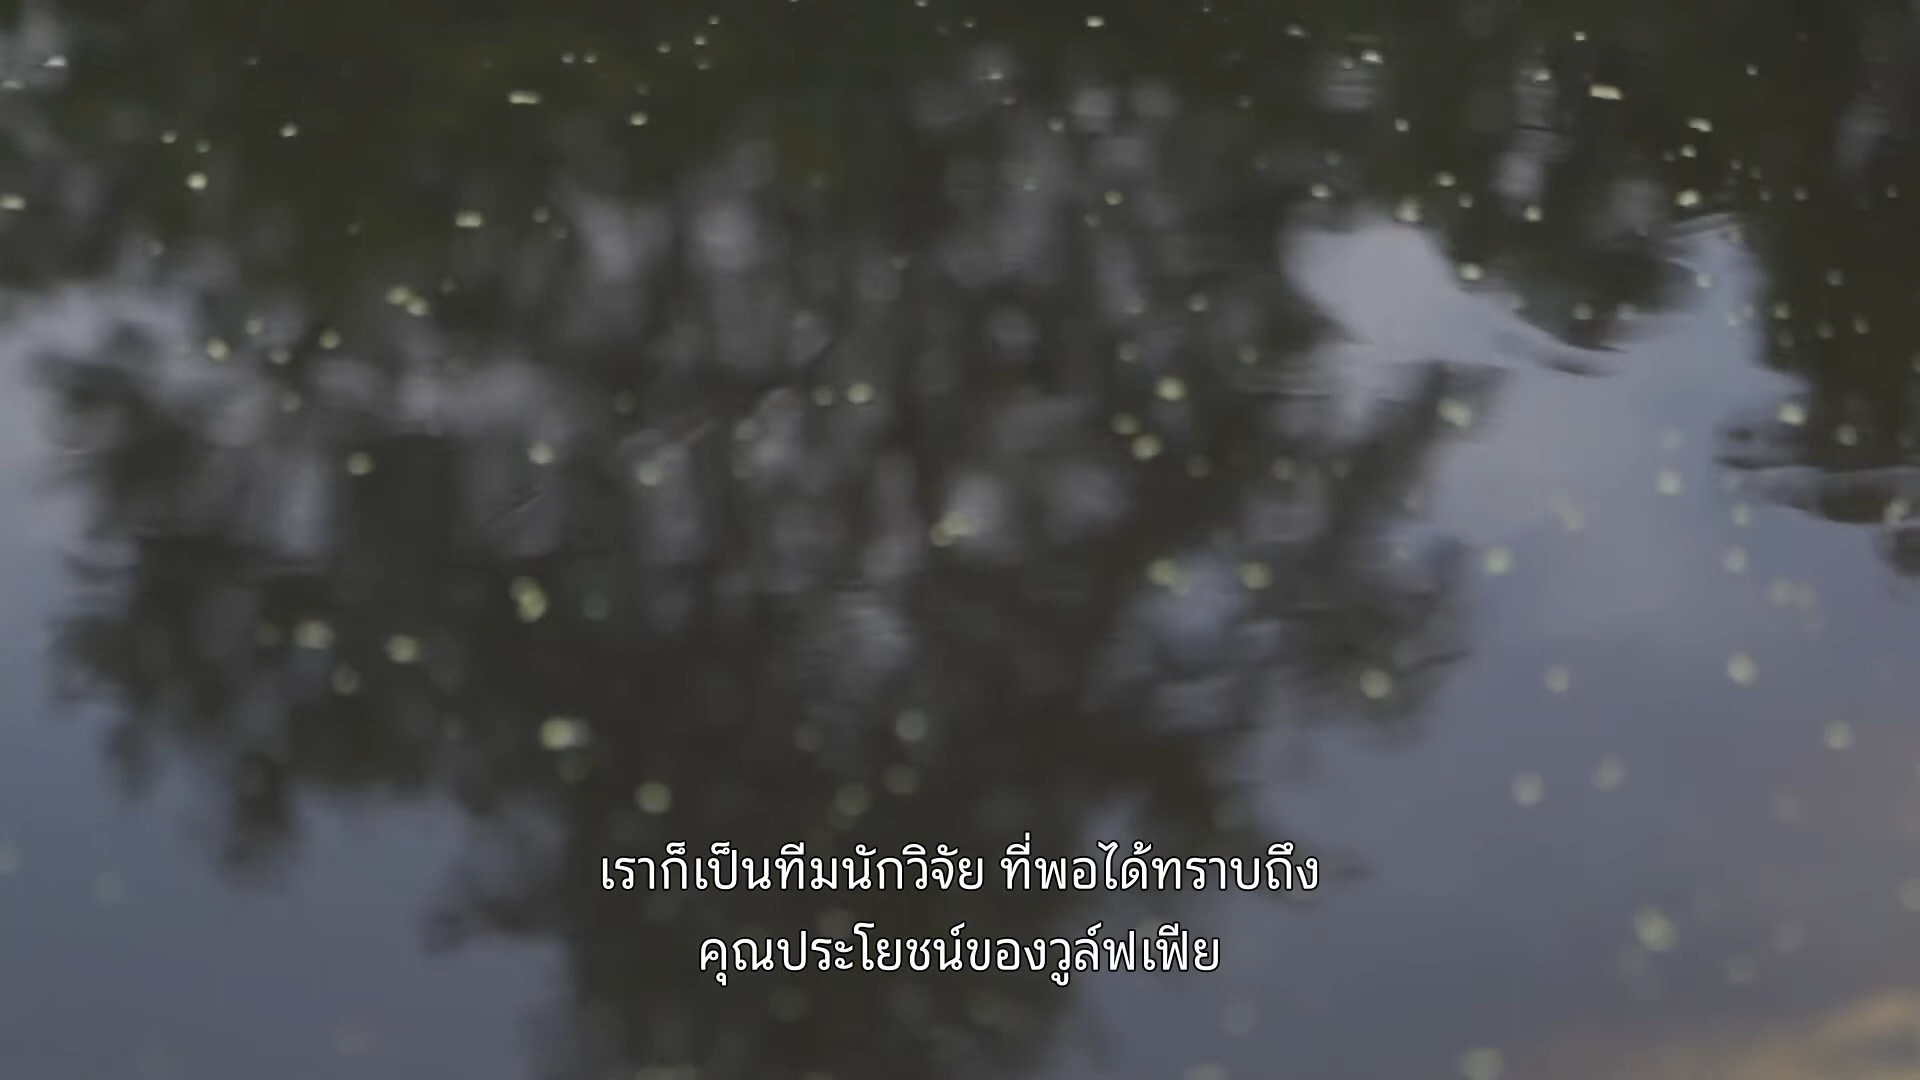 เราก็เป็นทีมนักวิจัย ที่พอได้ทราบถึง
คุณประโยชน์ของวูล์ฟเฟีย